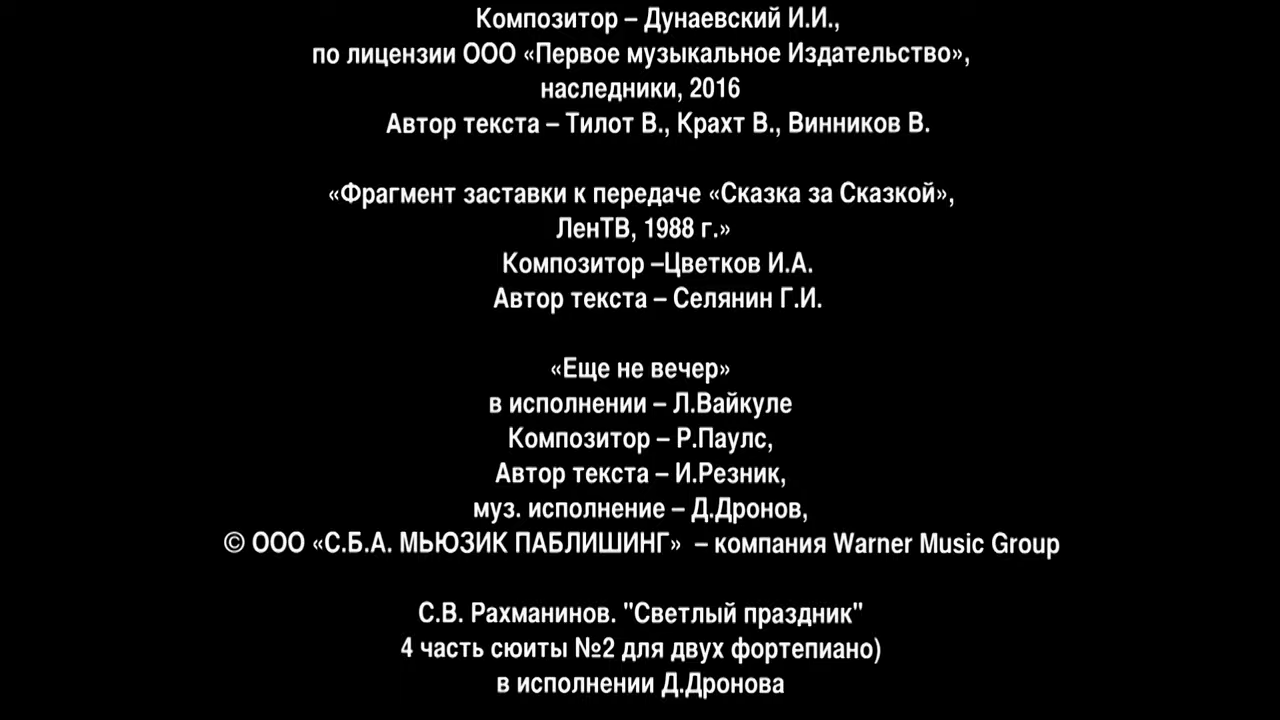 Композитор – Дунаевский И.И.,
по лицензии ООО «Первое музыкальное Издательство»,
наследники, 2016
Автор текста – Тилот В., Крахт В., Винников В.
«Фрагмент заставки к передаче «Сказка за Сказкой»,
ЛенТВ, 1988 г.»
Композитор –Цветков И.А.
Автор текста – Селянин Г.И.
«Еще не вечер»
в исполнении – Л.Вайкуле
Композитор – Р.Паулс,
Автор текста – И.Резник,
муз. исполнение – Д.Дронов,
© ООО «С.Б.А. МЬЮЗИК ПАБЛИШИНГ»  – компания Warner Music Group
С.В. Рахманинов. "Светлый праздник"
4 часть сюиты №2 для двух фортепиано)
в исполнении Д.Дронова